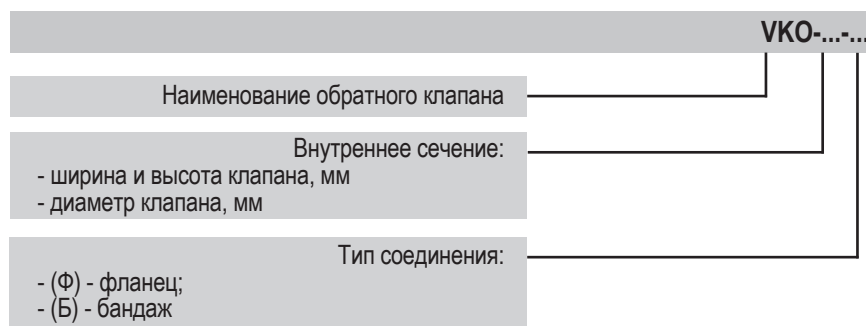 VKO-...-...
Наименование обратного клапана
Внутреннее сечение:
- ширина и высота клапана, мм
- диаметр клапана, мм
Тип соединения:
- (Ф) - фланец;
- (Б) - бандаж